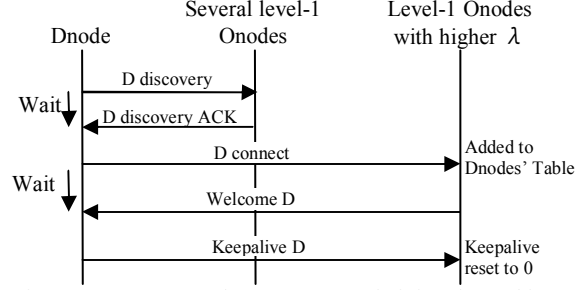 Several level-1
Level-1 Onodes
Dnode
Onodes
with higher λ
D discovery
Wait
D discovery ACK
D connect
Added to
Dnodes' Table
Wait
Welcome D
Keepalive D
Keepalive
reset to 0